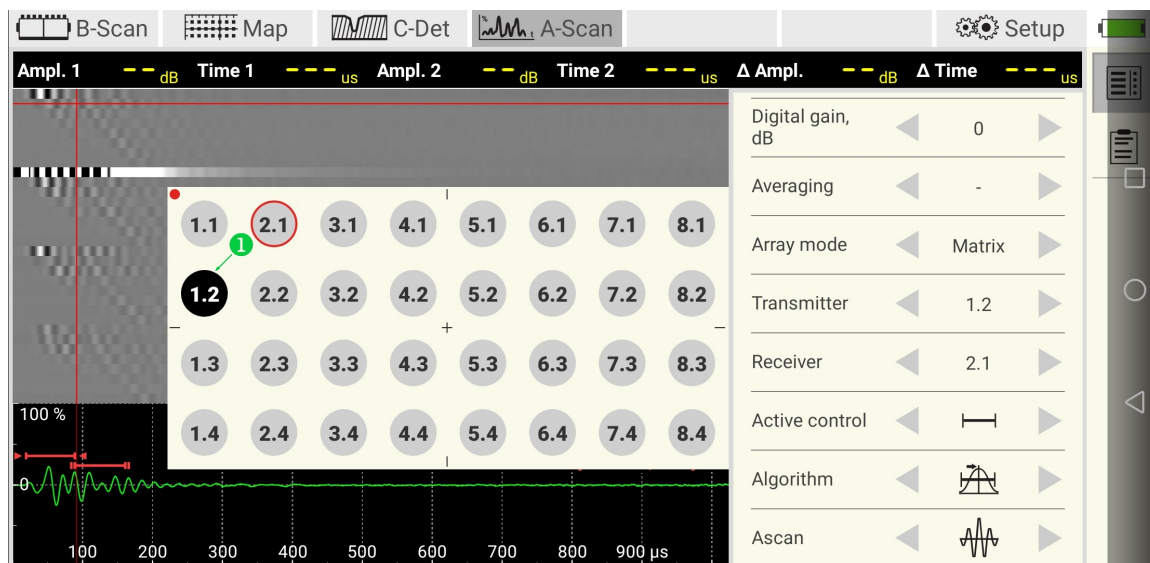 B-Scan Map C-Det A-Scan Setup
Ampl. 1 -- dB Time 1 --- us Ampl. 2 -- dB Time 2 --- us Δ Ampl. -- dB Δ Time --- us
Digital gain, dB 0
Averaging -
Array mode Matrix
Transmitter 1.2
Receiver 2.1
Active control
Algorithm
Ascan
1.1 2.1 3.1 4.1 5.1 6.1 7.1 8.1
1
1.2 2.2 3.2 4.2 5.2 6.2 7.2 8.2
1.3 2.3 3.3 4.3 5.3 6.3 7.3 8.3
1.4 2.4 3.4 4.4 5.4 6.4 7.4 8.4
100 %
0
100 200 300 400 500 600 700 800 900 µs